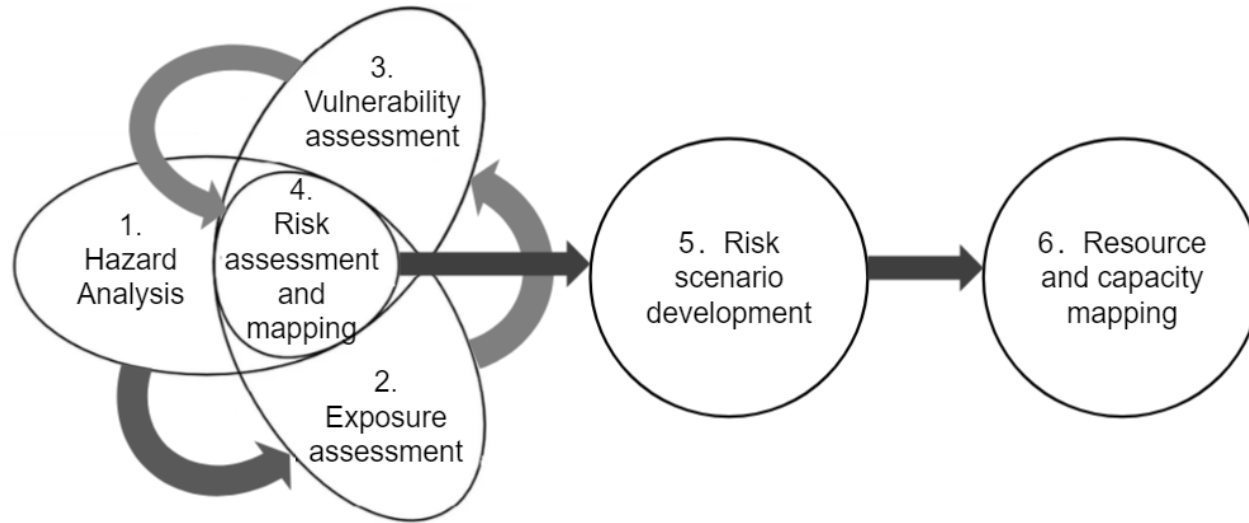 1.
Hazard
Analysis
2.
Exposure
assessment
3.
Vulnerability
assessment
4.
Risk
assessment
and
mapping
5. Risk
scenario
development
6. Resource
and capacity
mapping